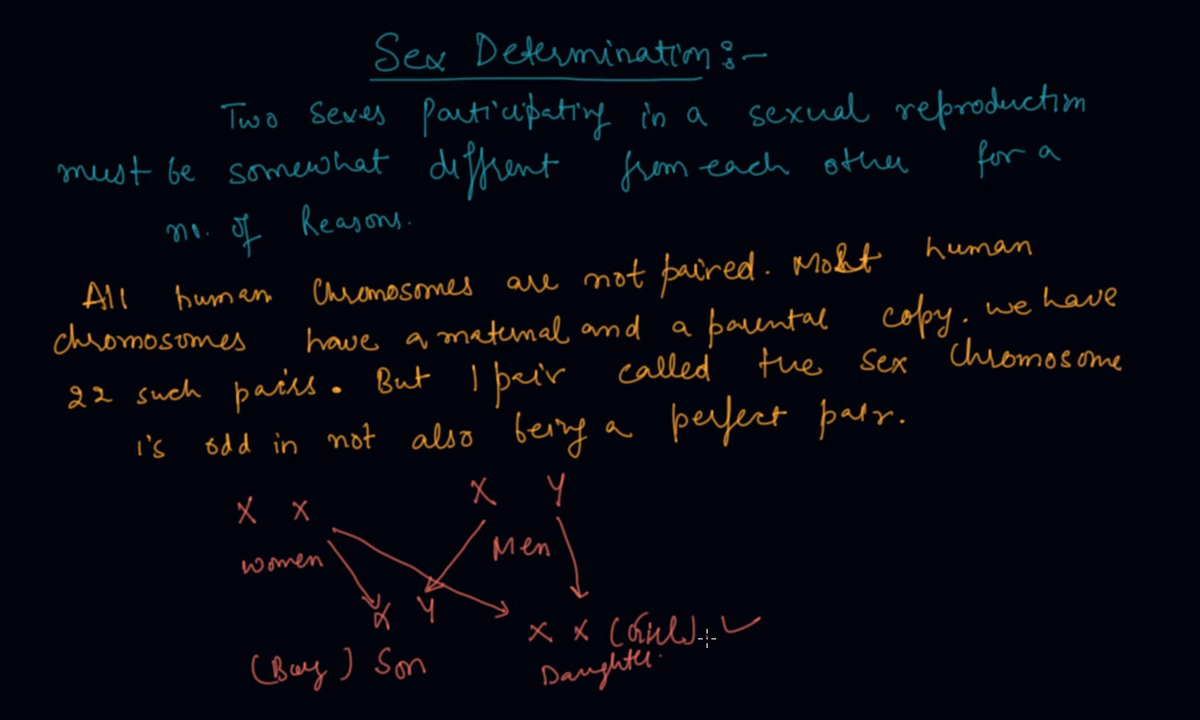 Sex Determination:-
Two sexes participating in a sexual reproduction
must be somewhat diffrent from each other for a
no. of Reasons.
All human Chromosomes are not paired. Most human
chromosomes have a maternal and a parental copy. we have
22 such pairs. But 1 pair called the sex Chromosome
is odd in not also being a perfect pair.
X X X Y
women Men
X Y X X (Girl) ✓
(Boy) Son Daughter.